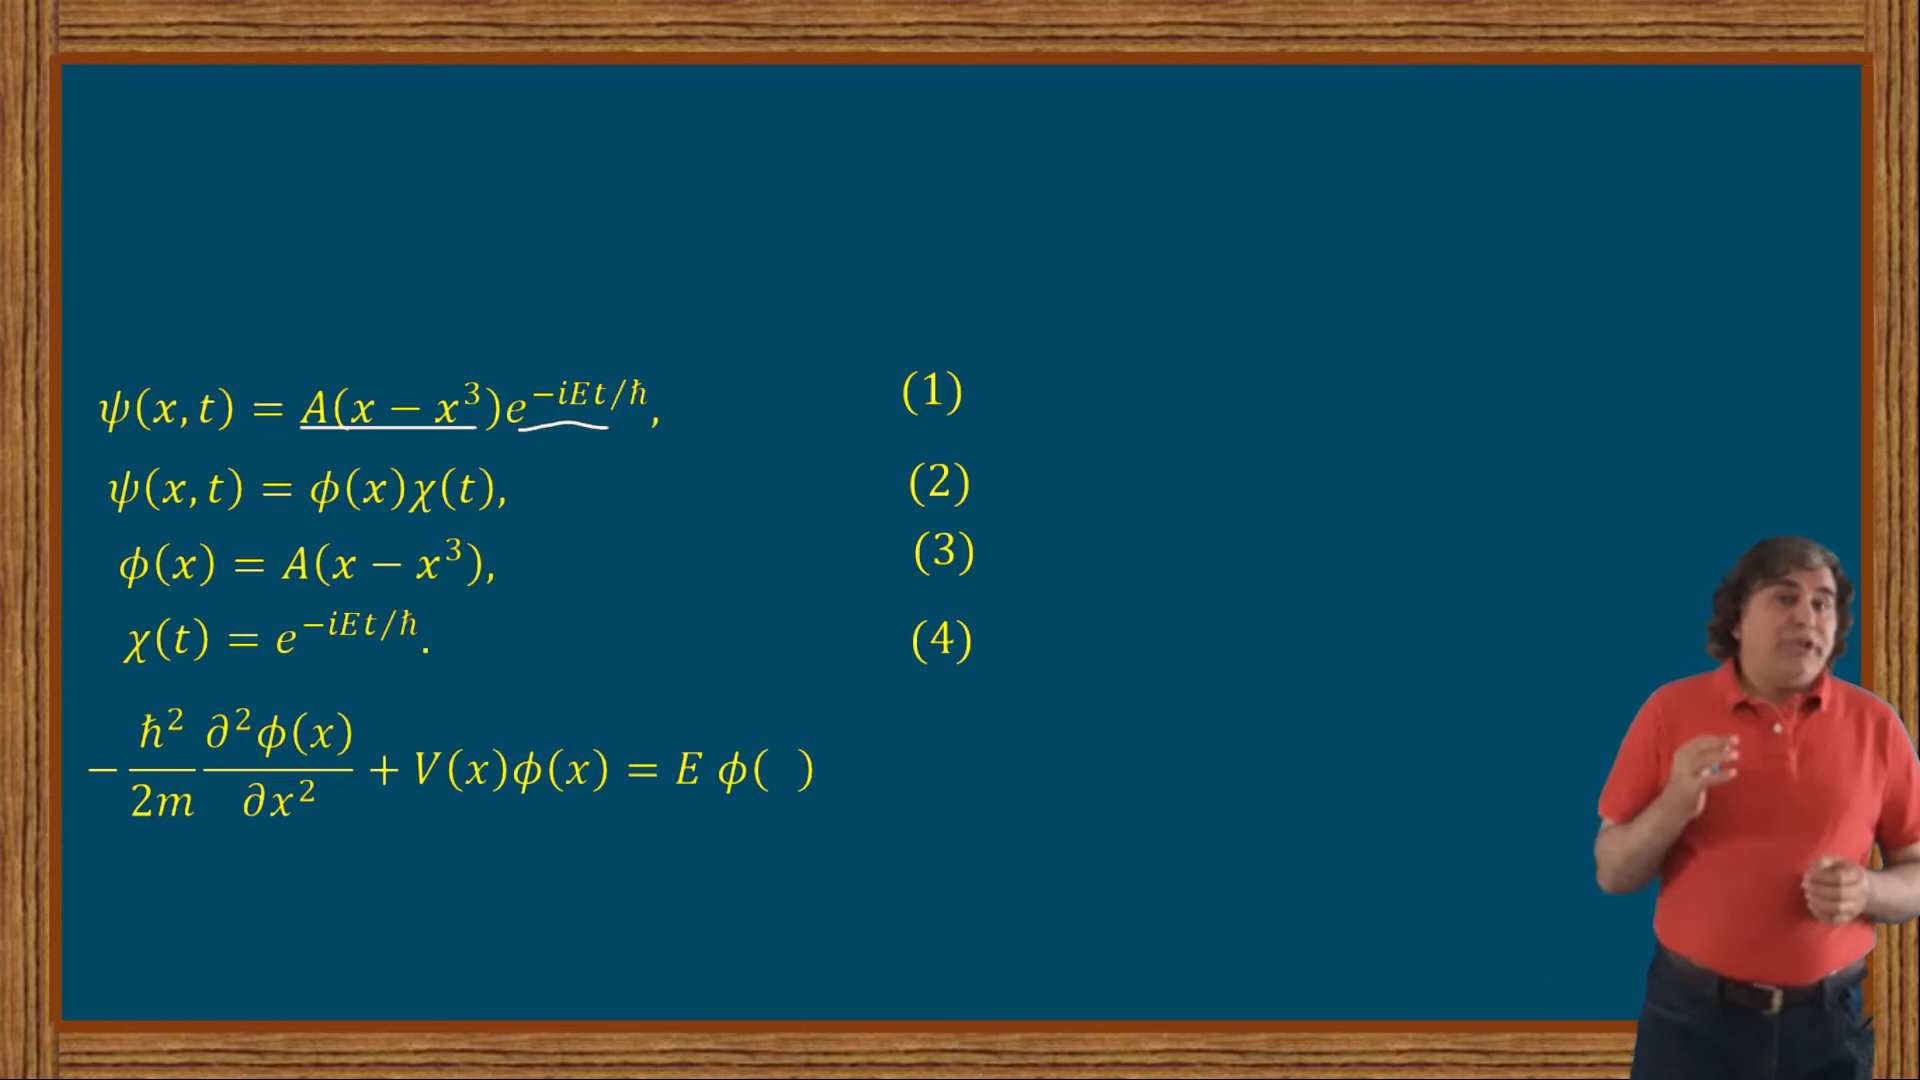 ψ(x, t) = A(x − x³)e^{−iEt/ħ}, (1)
ψ(x, t) = ϕ(x)χ(t), (2)
ϕ(x) = A(x − x³), (3)
χ(t) = e^{−iEt/ħ}. (4)
−ħ²/2m ∂²ϕ(x)/∂x² + V(x)ϕ(x) = E ϕ( )